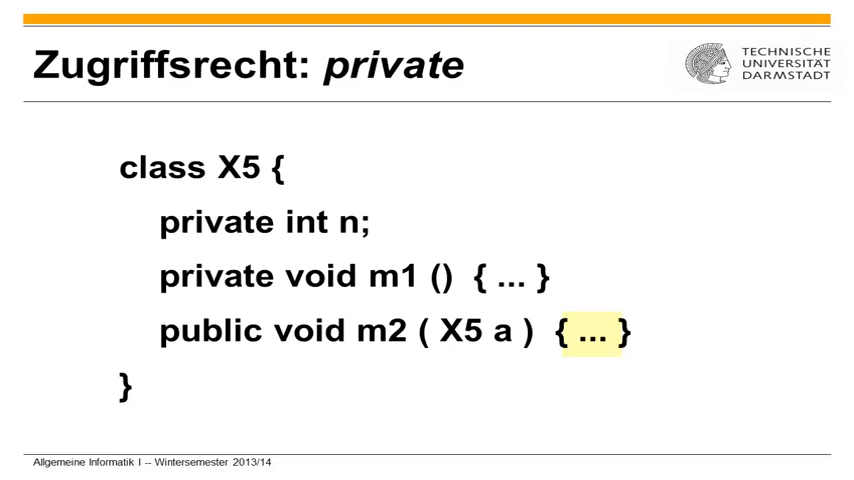 Zugriffsrecht: private
TECHNISCHE
UNIVERSITÄT
DARMSTADT
class X5 {
private int n;
private void m1 () { ... }
public void m2 ( X5 a ) { ... }
}
Allgemeine Informatik I -- Wintersemester 2013/14